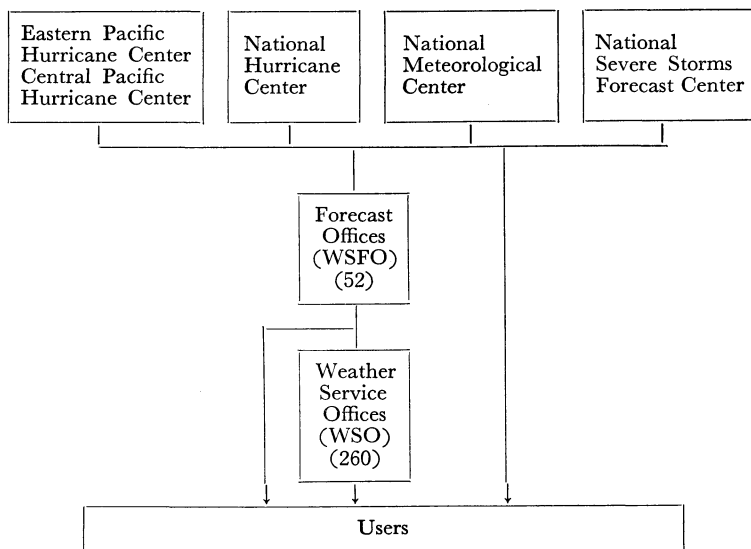 Eastern Pacific
Hurricane Center
Central Pacific
Hurricane Center
National
Hurricane
Center
National
Meteorological
Center
National
Severe Storms
Forecast Center
Forecast
Offices
(WSFO)
(52)
Weather
Service
Offices
(WSO)
(260)
Users